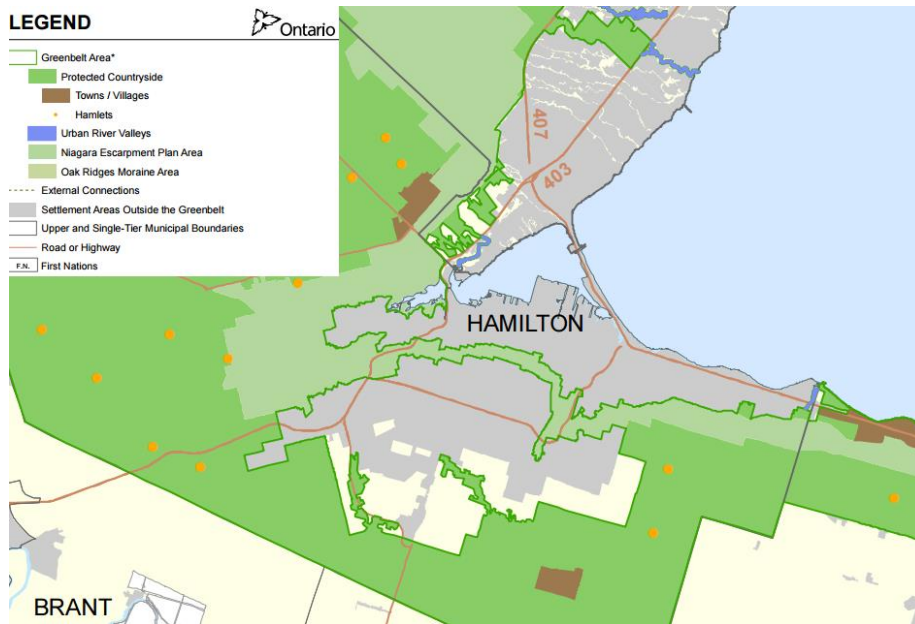 LEGEND
Ontario
Greenbelt Area*
Protected Countryside
Towns / Villages
Hamlets
Urban River Valleys
Niagara Escarpment Plan Area
Oak Ridges Moraine Area
External Connections
Settlement Areas Outside the Greenbelt
Upper and Single-Tier Municipal Boundaries
Road or Highway
F.N. First Nations
407
403
HAMILTON
BRANT